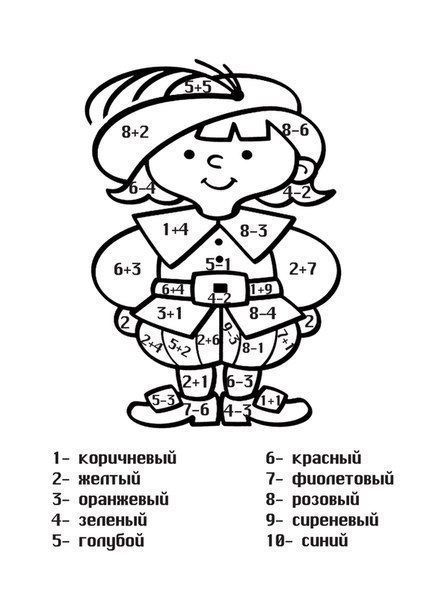 5+5
8+2 8-6
6-4 4-2
1+4 8-3
5-1
6+3 2+7
6+4 1+9
4-2
3+1 8-4
2 2
2+4 5+2 2+6 9-3 8-1 7+1
2+1 6-3
5-3 1+1
7-6 4-3
1- коричневый
2- желтый
3- оранжевый
4- зеленый
5- голубой
6- красный
7- фиолетовый
8- розовый
9- сиреневый
10- синий